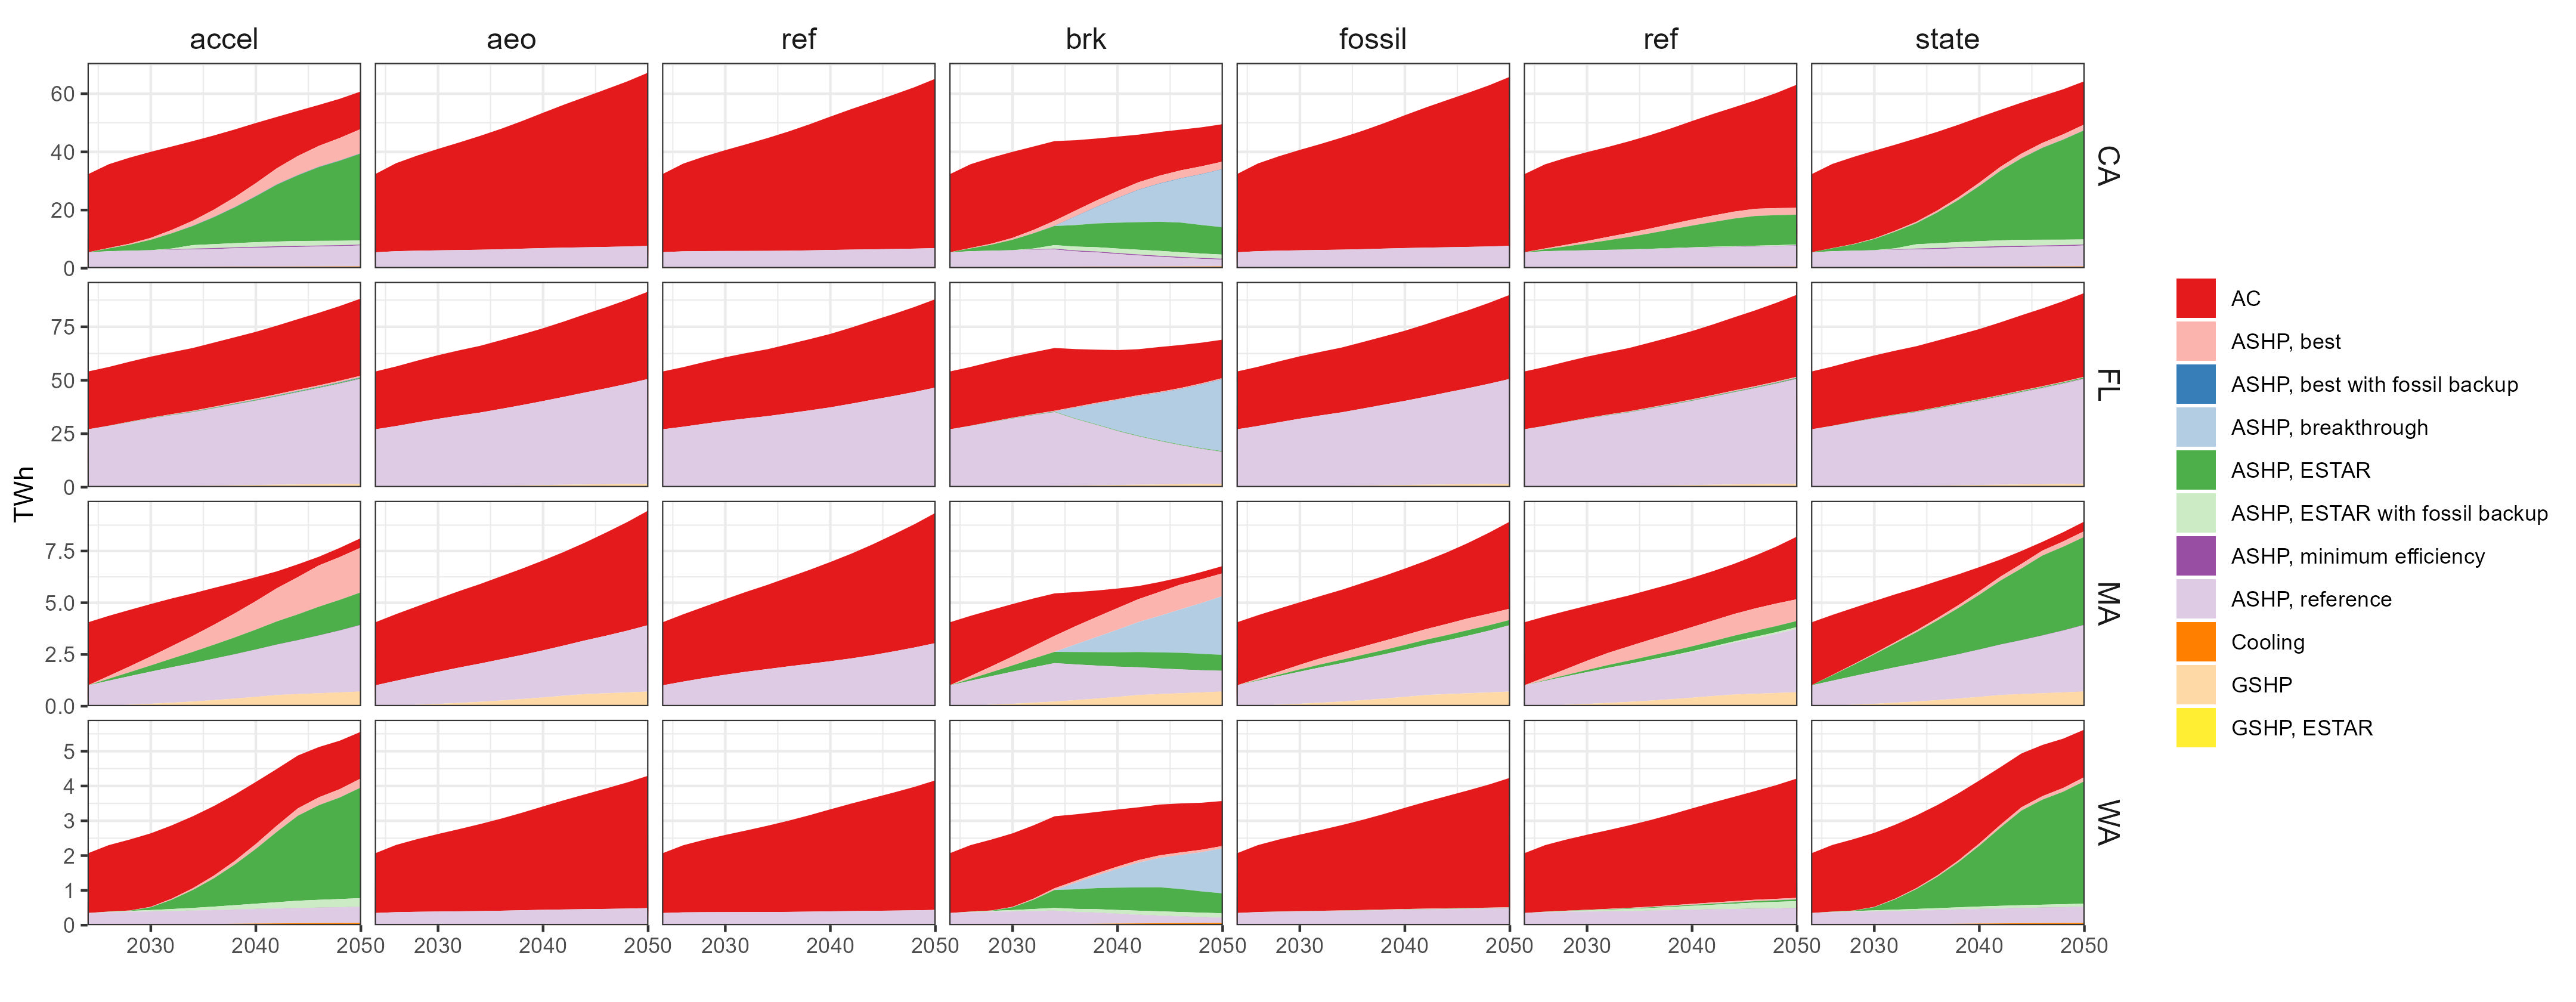 accel aeo ref brk fossil ref state
60
40
20
0
CA
75
50
25
0
FL
TWh
7.5
5.0
2.5
0.0
MA
5
4
3
2
1
0
WA
2030 2040 2050 2030 2040 2050 2030 2040 2050 2030 2040 2050 2030 2040 2050 2030 2040 2050 2030 2040 2050
AC
ASHP, best
ASHP, best with fossil backup
ASHP, breakthrough
ASHP, ESTAR
ASHP, ESTAR with fossil backup
ASHP, minimum efficiency
ASHP, reference
Cooling
GSHP
GSHP, ESTAR